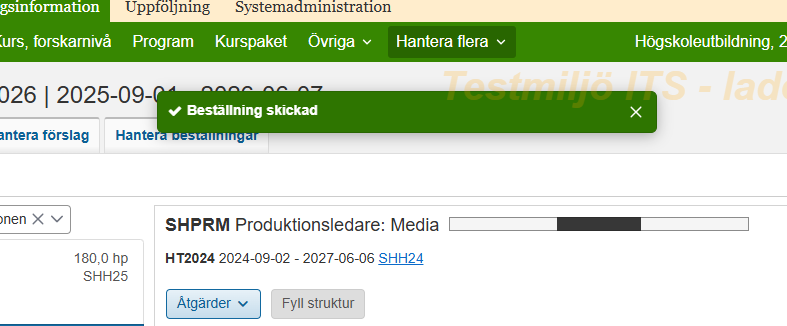 gsinformation Uppföljning Systemadministration
Kurs, forskarnivå Program Kurspaket Övriga Hantera flera Högskoleutbildning, 2
2026 | 2025-09-01 - 2026-06-07
Testmiljö ITS - lado
Beställning skickad
antera förslag Hantera beställningar
onen
SHPRM Produktionsledare: Media
180,0 hp
SHH25
HT2024 2024-09-02 - 2027-06-06 SHH24
Åtgärder Fyll struktur